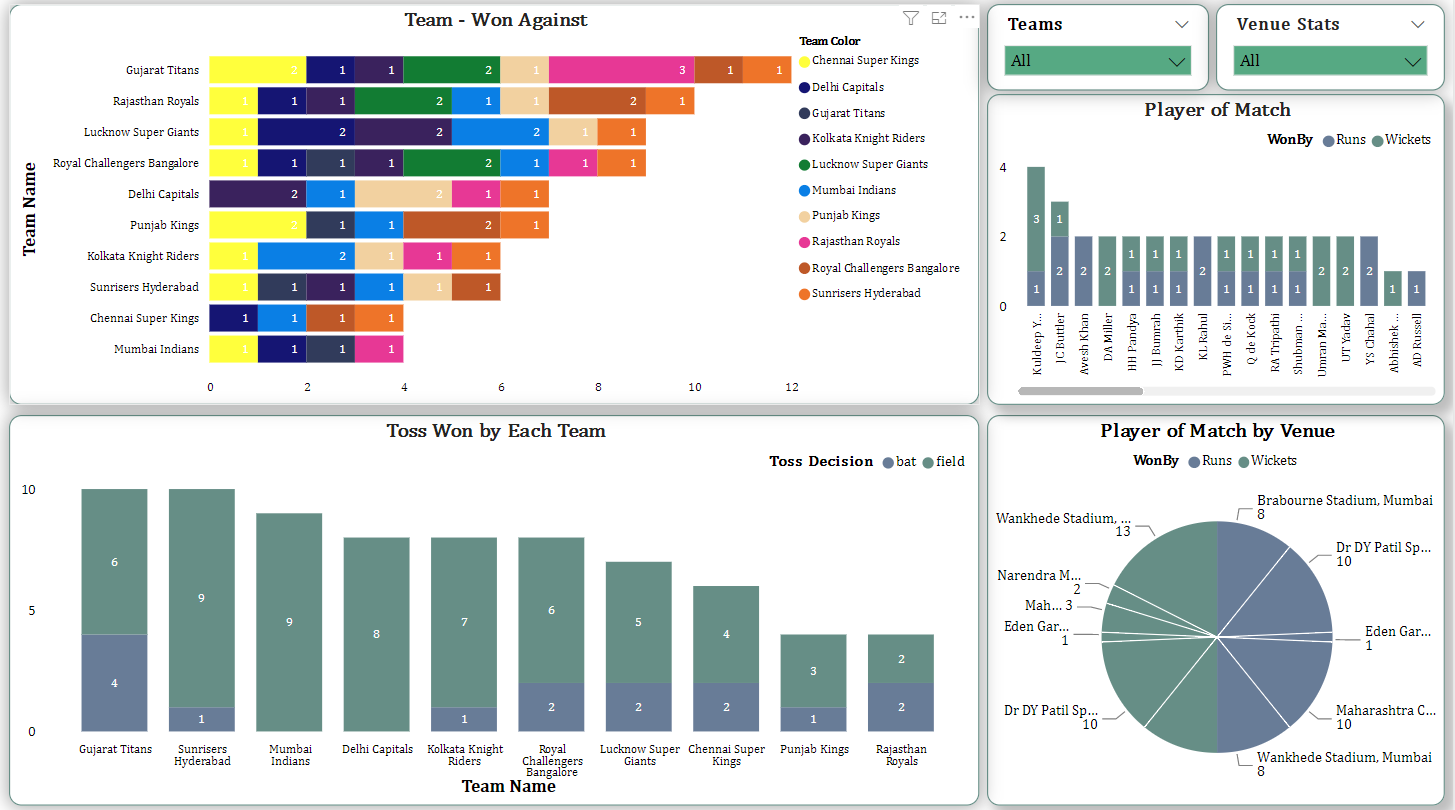 Team - Won Against
Team Color
Chennai Super Kings
Delhi Capitals
Gujarat Titans
Kolkata Knight Riders
Lucknow Super Giants
Mumbai Indians
Punjab Kings
Rajasthan Royals
Royal Challengers Bangalore
Sunrisers Hyderabad
Team Name
Gujarat Titans 2 1 1 2 1 3 1 1
Rajasthan Royals 1 1 1 2 1 1 2 1
Lucknow Super Giants 1 2 2 2 1 1
Royal Challengers Bangalore 1 1 1 1 2 1 1 1
Delhi Capitals 2 1 2 1 1
Punjab Kings 2 1 1 2 1
Kolkata Knight Riders 1 2 1 1 1
Sunrisers Hyderabad 1 1 1 1 1 1
Chennai Super Kings 1 1 1 1
Mumbai Indians 1 1 1 1
0 2 4 6 8 10 12
Teams
All
Venue Stats
All
Player of Match
WonBy Runs Wickets
4
2
0
3 1
1 2 2 2 1 1 1 2 1 1 1 1 2 2 2 1 1
1 1 1 1 1 1 1
Kuldeep Y...
JC Buttler
Avesh Khan
DA Miller
HH Pandya
JJ Bumrah
KD Karthik
KL Rahul
PWH de Si...
Q de Kock
RA Tripathi
Shubman ...
Umran Ma...
UT Yadav
YS Chahal
Abhishek ...
AD Russell
Toss Won by Each Team
Toss Decision bat field
10
5
0
6 9 9 8 7 6 5 4 3 2
4 1 1 2 2 2 1 2
Gujarat Titans
Sunrisers
Hyderabad
Mumbai
Indians
Delhi Capitals
Kolkata Knight
Riders
Royal
Challengers
Bangalore
Lucknow Super
Giants
Chennai Super
Kings
Punjab Kings
Rajasthan
Royals
Team Name
Player of Match by Venue
WonBy Runs Wickets
Brabourne Stadium, Mumbai
8
Dr DY Patil Sp...
10
Eden Gar...
1
Maharashtra C...
10
Wankhede Stadium, Mumbai
8
Dr DY Patil Sp...
10
Eden Gar...
1
Mah... 3
Narendra M...
2
Wankhede Stadium, ...
13